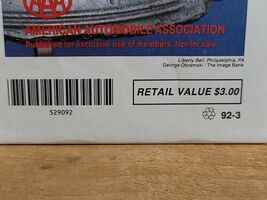 AAA
AMERICAN AUTOMOBILE ASSOCIATION
Published for exclusive use of members. Not for sale.
Liberty Bell, Philadelphia, PA
George Obremski / The Image Bank
RETAIL VALUE $3.00
529092
92-3